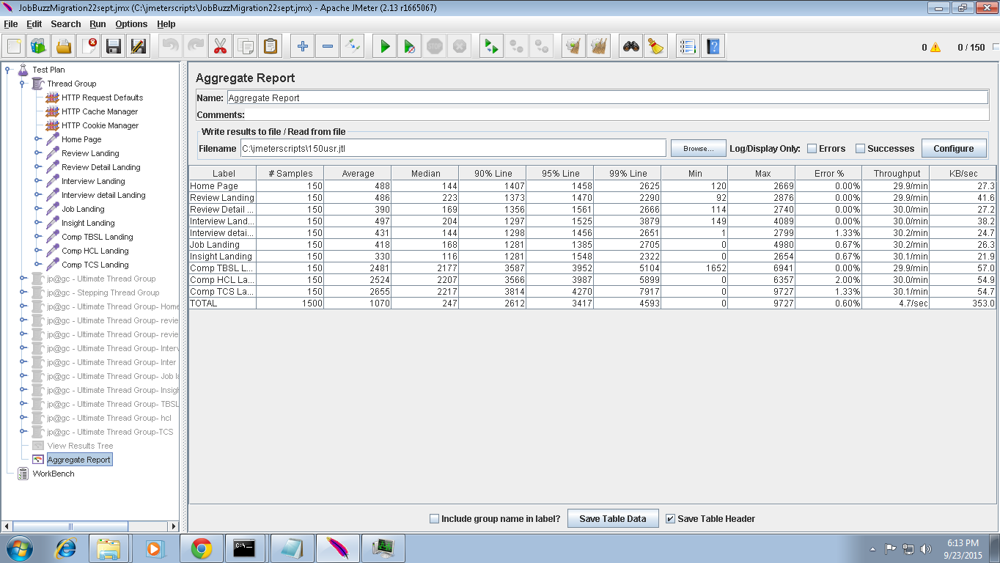 JobBuzzMigration22sept.jmx (C:\jmeterscripts\JobBuzzMigration22sept.jmx) - Apache JMeter (2.13 r1665067)
File Edit Search Run Options Help
0 0 / 150
Test Plan
Thread Group
HTTP Request Defaults
HTTP Cache Manager
HTTP Cookie Manager
Home Page
Review Landing
Review Detail Landing
Interview Landing
Interview detail Landing
Job Landing
Insight Landing
Comp TBSL Landing
Comp HCL Landing
Comp TCS Landing
jp@gc - Ultimate Thread Group
jp@gc - Stepping Thread Group
jp@gc - Ultimate Thread Group- Home
jp@gc - Ultimate Thread Group- revie
jp@gc - Ultimate Thread Group- revie
jp@gc - Ultimate Thread Group- Interv
jp@gc - Ultimate Thread Group- Inter
jp@gc - Ultimate Thread Group- Job la
jp@gc - Ultimate Thread Group- Insigh
jp@gc - Ultimate Thread Group- TBSL
jp@gc - Ultimate Thread Group- hcl
jp@gc - Ultimate Thread Group-TCS
View Results Tree
Aggregate Report
WorkBench
Aggregate Report
Name: Aggregate Report
Comments:
Write results to file / Read from file
Filename C:\jmeterscripts\150usr.jtl Browse... Log/Display Only: Errors Successes Configure
Label # Samples Average Median 90% Line 95% Line 99% Line Min Max Error % Throughput KB/sec
Home Page 150 488 144 1407 1458 2625 120 2669 0.00% 29.9/min 27.3
Review Landing 150 486 223 1373 1470 2290 92 2876 0.00% 29.9/min 41.6
Review Detail ... 150 390 169 1356 1561 2666 114 2740 0.00% 30.0/min 27.2
Interview Land... 150 497 204 1297 1525 3879 149 4089 0.00% 30.0/min 38.2
Interview detai... 150 431 144 1298 1456 2651 1 2799 1.33% 30.2/min 24.7
Job Landing 150 418 168 1281 1385 2705 0 4980 0.67% 30.2/min 26.3
Insight Landing 150 330 116 1281 1548 2322 0 2654 0.67% 30.1/min 21.9
Comp TBSL L... 150 2481 2177 3587 3952 5104 1652 6941 0.00% 29.9/min 57.0
Comp HCL La... 150 2524 2207 3566 3987 5899 0 6357 2.00% 30.0/min 54.9
Comp TCS La... 150 2655 2217 3814 4270 7917 0 9727 1.33% 30.1/min 54.7
TOTAL 1500 1070 247 2612 3417 4593 0 9727 0.60% 4.7/sec 353.0
Include group name in label? Save Table Data Save Table Header
6:13 PM
9/23/2015